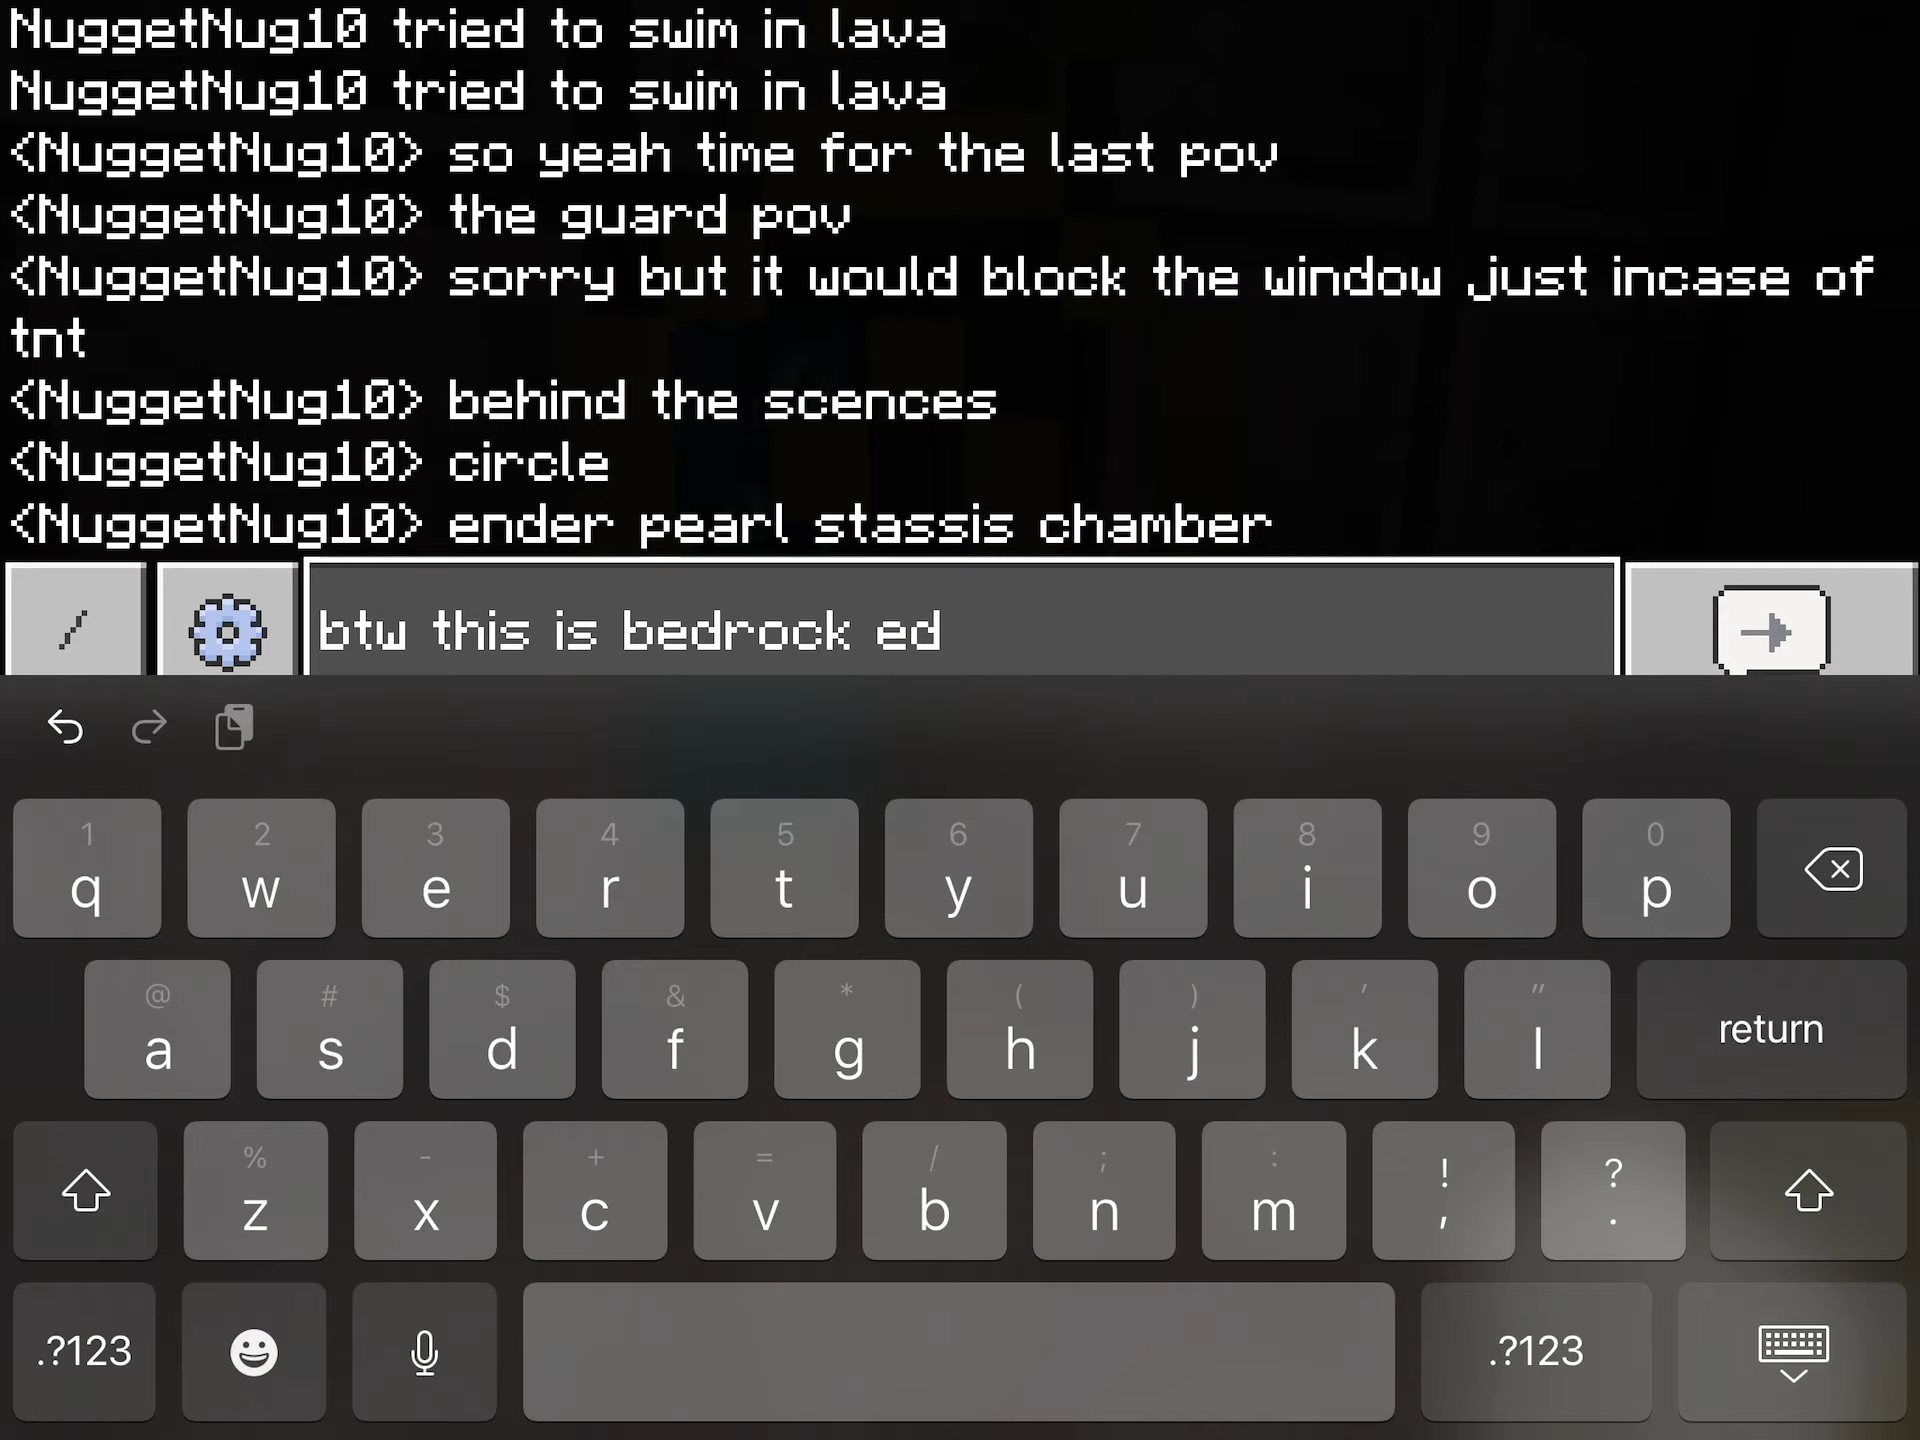 NuggetNug10 tried to swim in lava
NuggetNug10 tried to swim in lava
<NuggetNug10> so yeah time for the last pov
<NuggetNug10> the guard pov
<NuggetNug10> sorry but it would block the window just incase of
tnt
<NuggetNug10> behind the scences
<NuggetNug10> circle
<NuggetNug10> ender pearl stassis chamber
/ btw this is bedrock ed
1 2 3 4 5 6 7 8 9 0
q w e r t y u i o p
@ # $ & * ( ) ' "
a s d f g h j k l return
% - + = / ; : ! ?
z x c v b n m , .
.?123 .?123